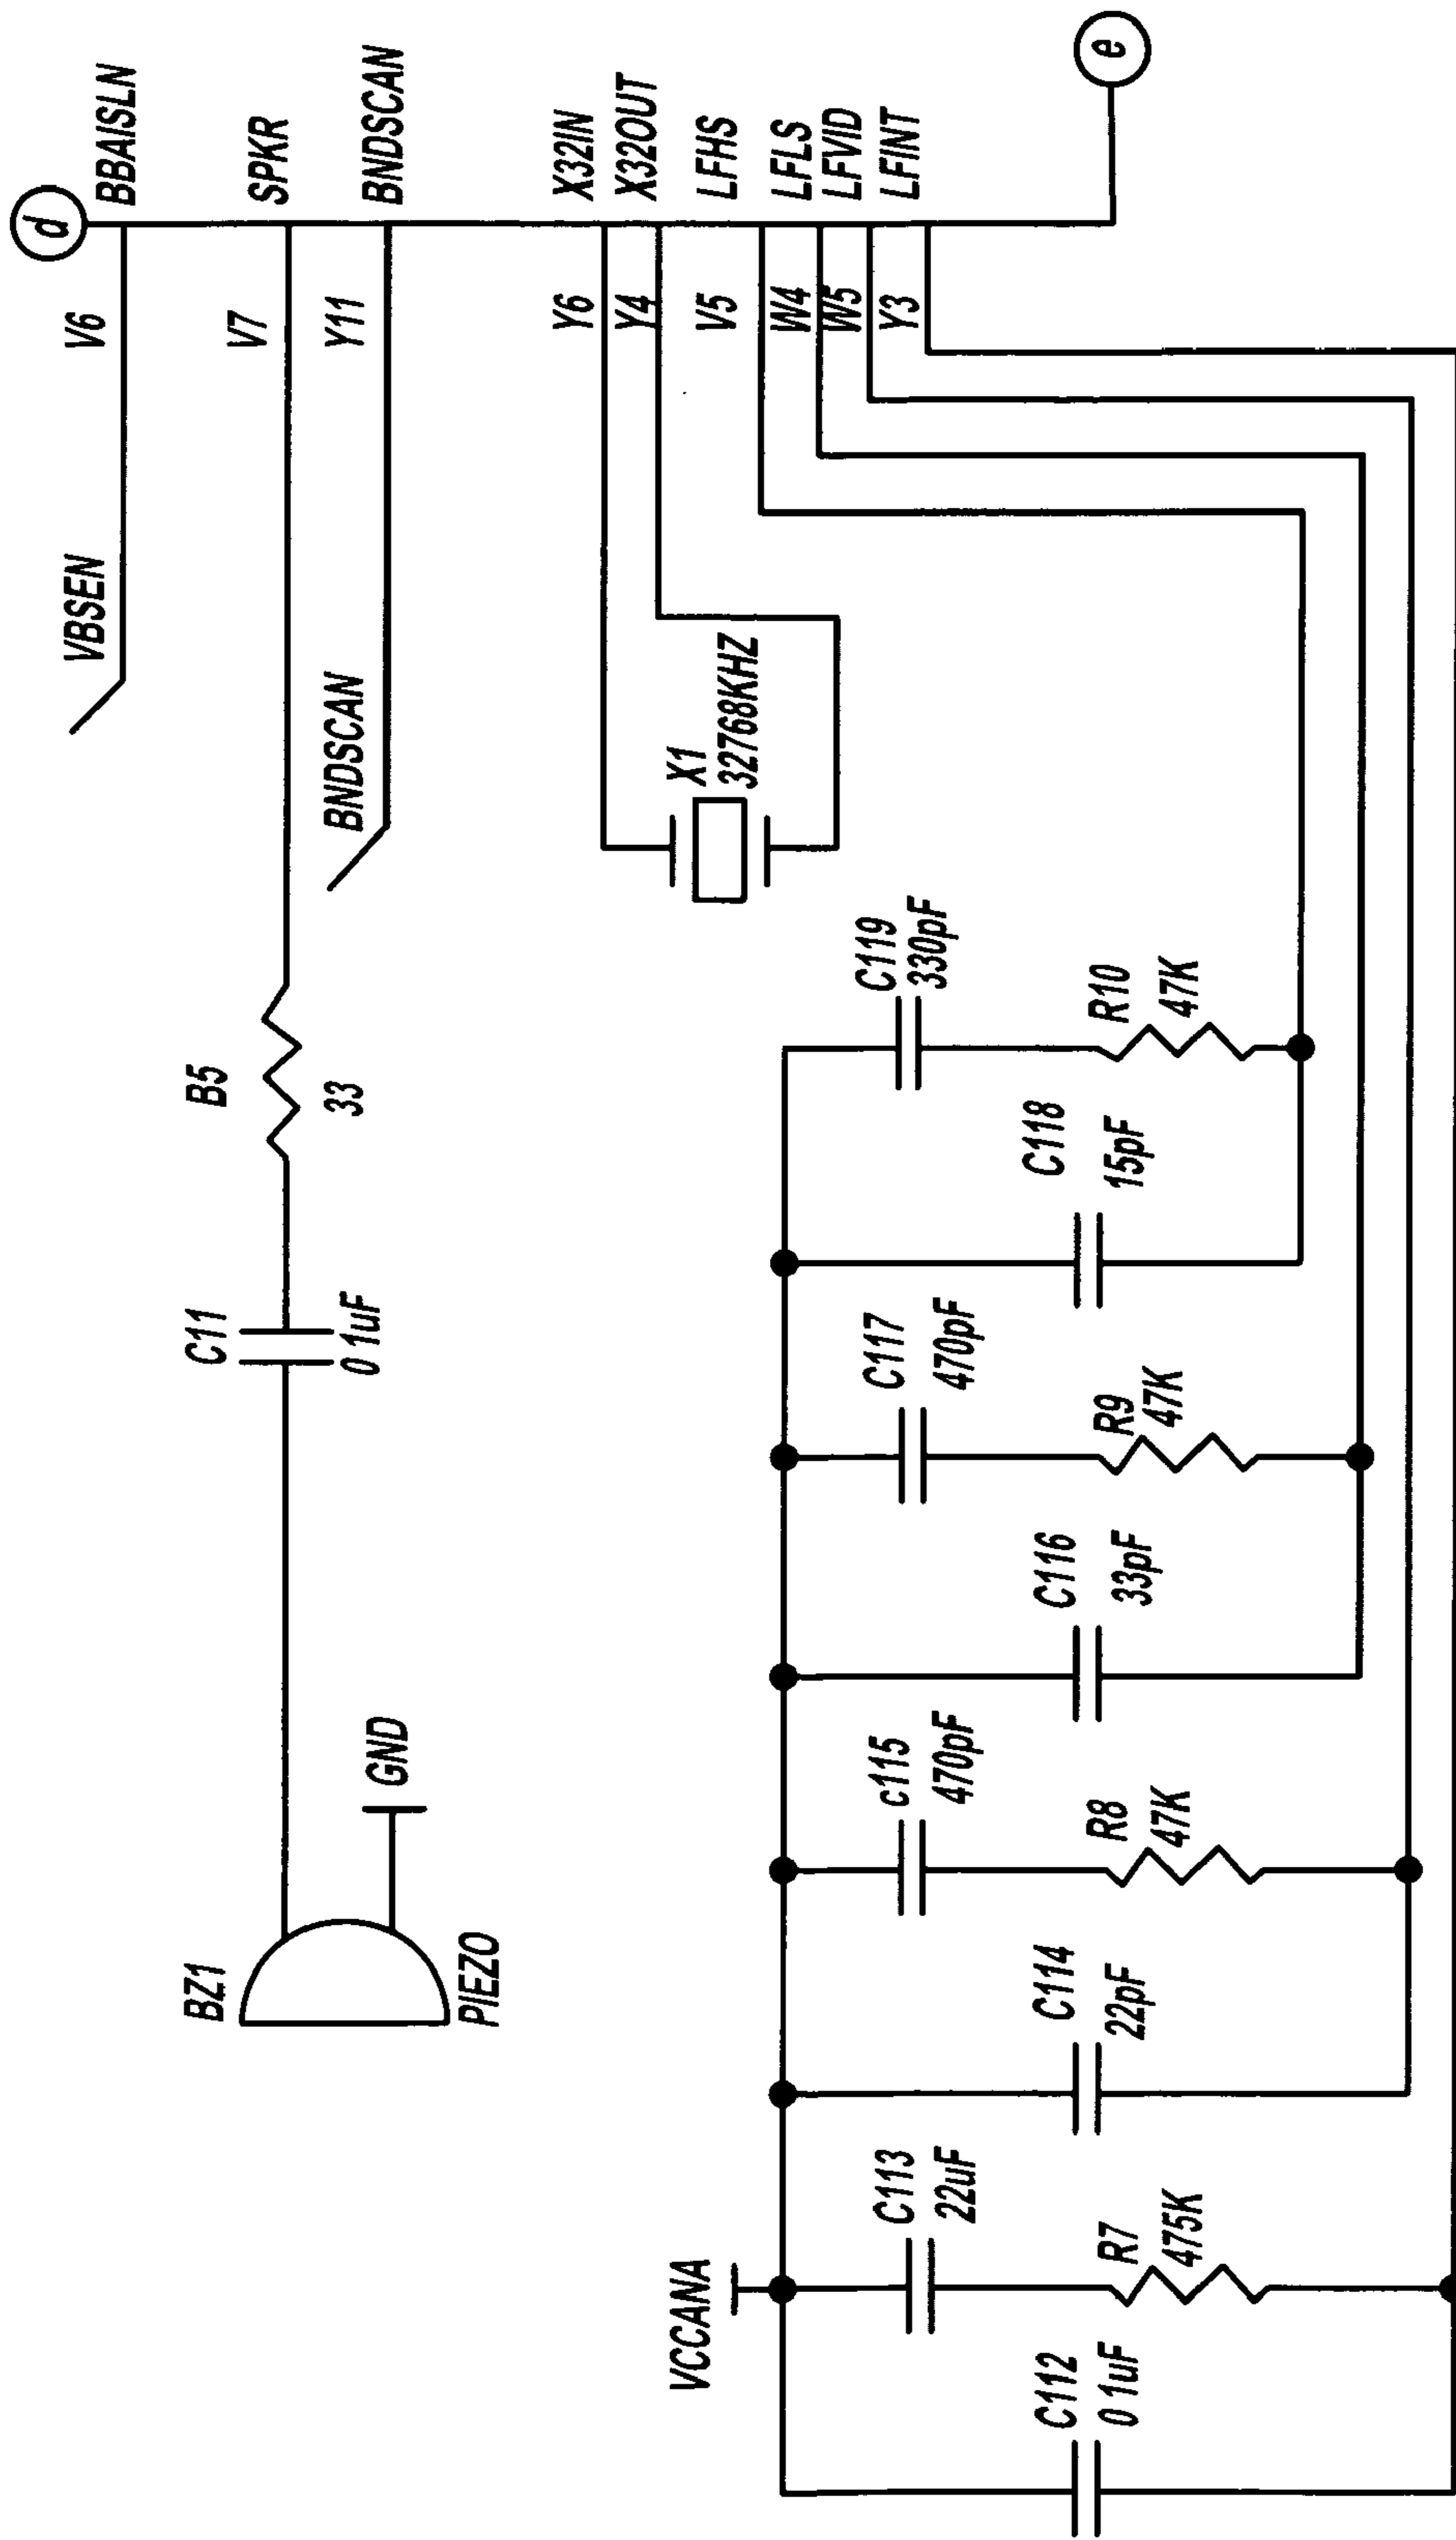 d
BBAISLN
V6
VBSEN
SPKR
V7
B5
33
C11
0 1uF
BZ1
PIEZO
GND
BNDSCAN
Y11
BNDSCAN
X32IN
Y6
X32OUT
Y4
X1
32768KHZ
LFHS
V5
LFLS
W4
LFVID
W5
LFINT
Y3
e
VCCANA
C112
0 1uF
C113
22uF
R7
475K
C114
22pF
c115
470pF
R8
47K
C116
33pF
C117
470pF
R9
47K
C118
15pF
C119
330pF
R10
47K